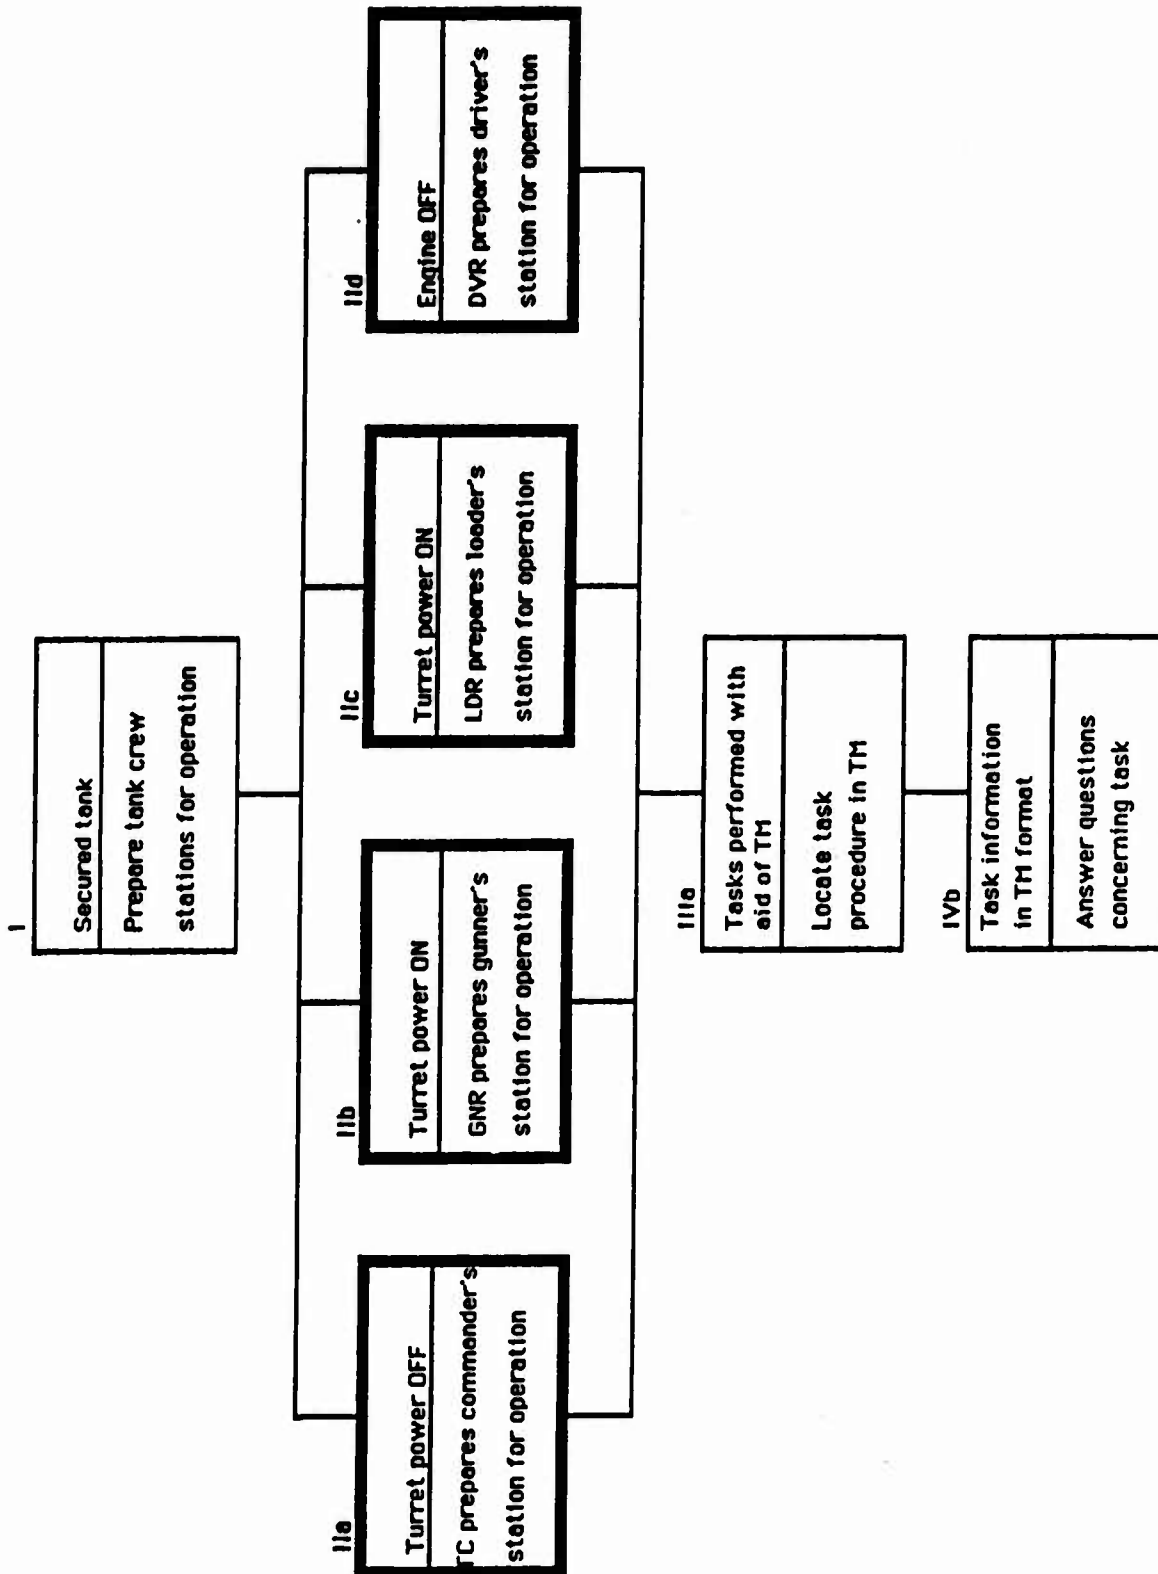 I
Secured tank
Prepare tank crew
stations for operation
IIa
Turret power OFF
TC prepares commander's
station for operation
IIb
Turret power ON
GNR prepares gunner's
station for operation
IIc
Turret power ON
LDR prepares loader's
station for operation
IId
Engine OFF
DVR prepares driver's
station for operation
IIIa
Tasks performed with
aid of TM
Locate task
procedure in TM
IVb
Task information
in TM format
Answer questions
concerning task